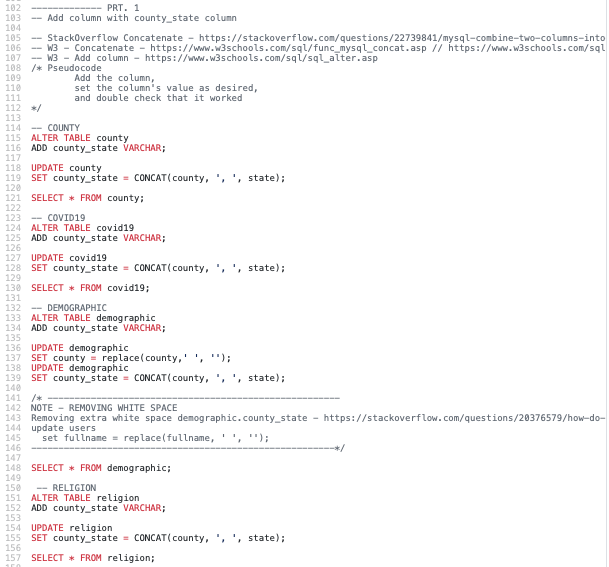 102 ------------- PRT. 1
103 -- Add column with county_state column
104
105 -- StackOverflow Concatenate - https://stackoverflow.com/questions/22739841/mysql-combine-two-columns-into
106 -- W3 - Concatenate - https://www.w3schools.com/sql/func_mysql_concat.asp // https://www.w3schools.com/sql
107 -- W3 - Add column - https://www.w3schools.com/sql/sql_alter.asp
108 /* Pseudocode
109 Add the column,
110 set the column's value as desired,
111 and double check that it worked
112 */
113
114 -- COUNTY
115 ALTER TABLE county
116 ADD county_state VARCHAR;
117
118 UPDATE county
119 SET county_state = CONCAT(county, ', ', state);
120
121 SELECT * FROM county;
122
123 -- COVID19
124 ALTER TABLE covid19
125 ADD county_state VARCHAR;
126
127 UPDATE covid19
128 SET county_state = CONCAT(county, ', ', state);
129
130 SELECT * FROM covid19;
131
132 -- DEMOGRAPHIC
133 ALTER TABLE demographic
134 ADD county_state VARCHAR;
135
136 UPDATE demographic
137 SET county = replace(county,' ', '');
138 UPDATE demographic
139 SET county_state = CONCAT(county, ', ', state);
140
141 /* ------------------------------------------------------
142 NOTE - REMOVING WHITE SPACE
143 Removing extra white space demographic.county_state - https://stackoverflow.com/questions/20376579/how-do-
144 update users
145 set fullname = replace(fullname, ' ', '');
146 --------------------------------------------------------*/
147
148 SELECT * FROM demographic;
149
150 -- RELIGION
151 ALTER TABLE religion
152 ADD county_state VARCHAR;
153
154 UPDATE religion
155 SET county_state = CONCAT(county, ', ', state);
156
157 SELECT * FROM religion;